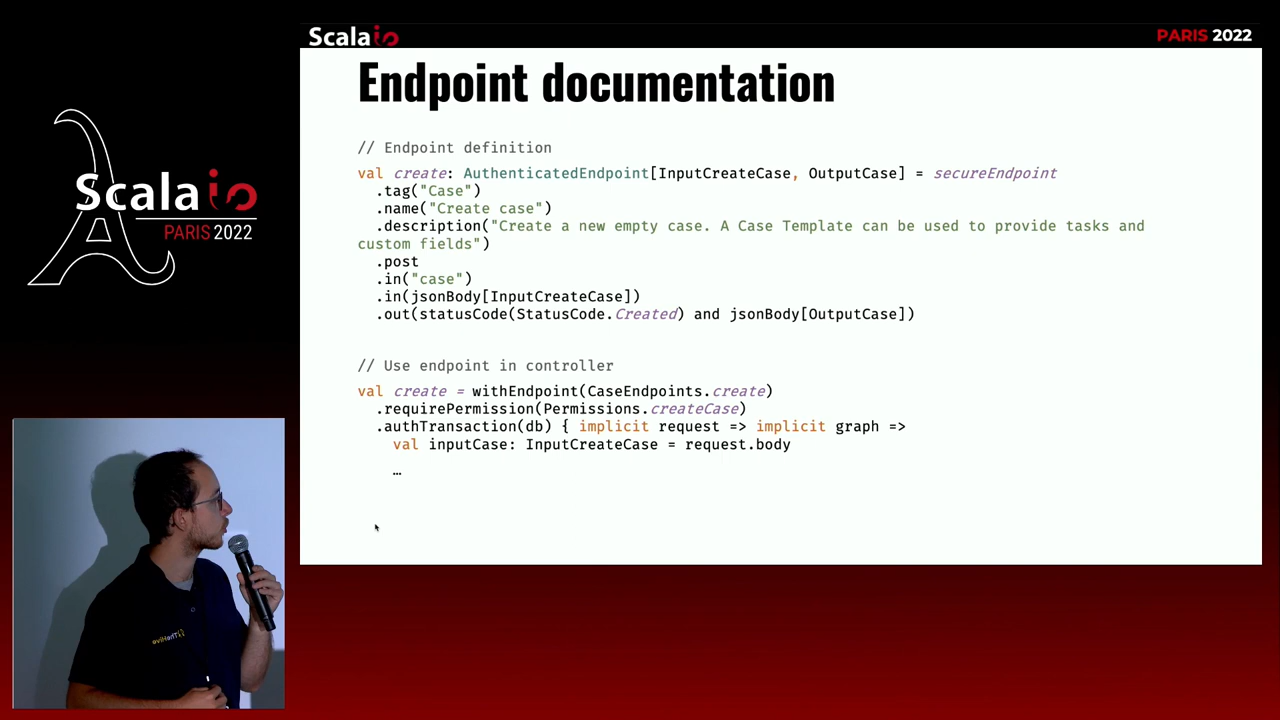 Scalaio
PARIS 2022
Endpoint documentation
// Endpoint definition
val create: AuthenticatedEndpoint[InputCreateCase, OutputCase] = secureEndpoint
.tag("Case")
.name("Create case")
.description("Create a new empty case. A Case Template can be used to provide tasks and
custom fields")
.post
.in("case")
.in(jsonBody[InputCreateCase])
.out(statusCode(StatusCode.Created) and jsonBody[OutputCase])
// Use endpoint in controller
val create = withEndpoint(CaseEndpoints.create)
.requirePermission(Permissions.createCase)
.authTransaction(db) { implicit request => implicit graph =>
val inputCase: InputCreateCase = request.body
…
Scalaio
PARIS 2022
TheHive